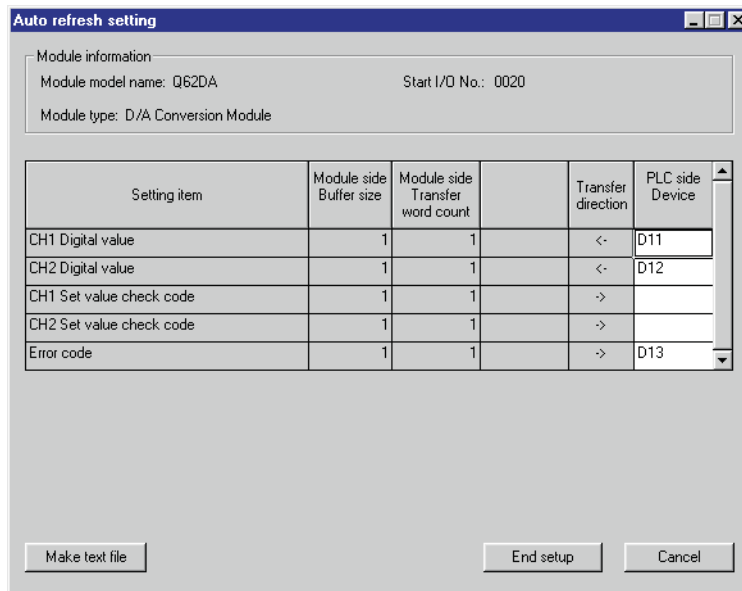 Auto refresh setting
Module information
Module model name: Q62DA Start I/O No.: 0020
Module type: D/A Conversion Module
Setting item Module side Buffer size Module side Transfer word count Transfer direction PLC side Device
CH1 Digital value 1 1 <- D11
CH2 Digital value 1 1 <- D12
CH1 Set value check code 1 1 ->
CH2 Set value check code 1 1 ->
Error code 1 1 -> D13
Make text file End setup Cancel